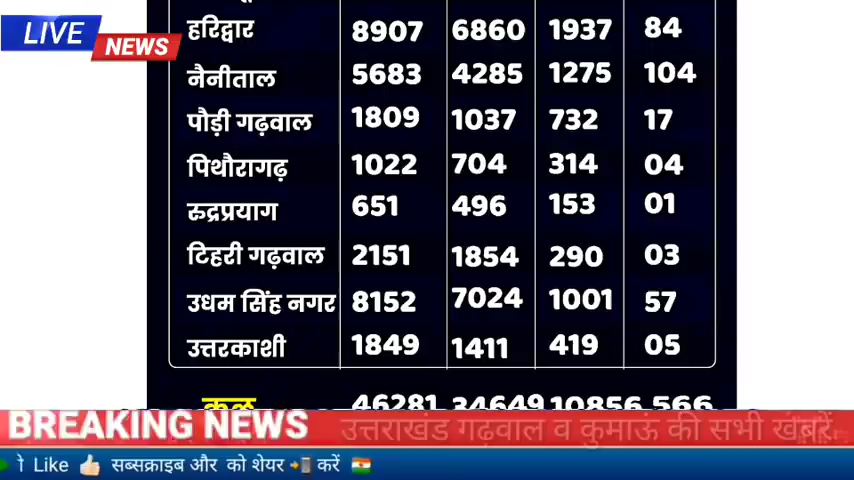 LIVE
NEWS
हरिद्वार 8907 6860 1937 84
नैनीताल 5683 4285 1275 104
पौड़ी गढ़वाल 1809 1037 732 17
पिथौरागढ़ 1022 704 314 04
रुद्रप्रयाग 651 496 153 01
टिहरी गढ़वाल 2151 1854 290 03
उधम सिंह नगर 8152 7024 1001 57
उत्तरकाशी 1849 1411 419 05
कुल 46281 34649 10856 566
BREAKING NEWS उत्तराखंड गढ़वाल व कुमाऊं की सभी खबरें
Like 👍🏻 सब्सक्राइब और को शेयर 📲 करें 🇮🇳